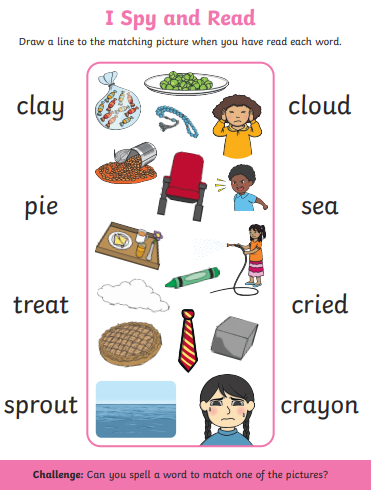 I Spy and Read
Draw a line to the matching picture when you have read each word.
clay
cloud
pie
sea
treat
cried
sprout
crayon
Challenge: Can you spell a word to match one of the pictures?